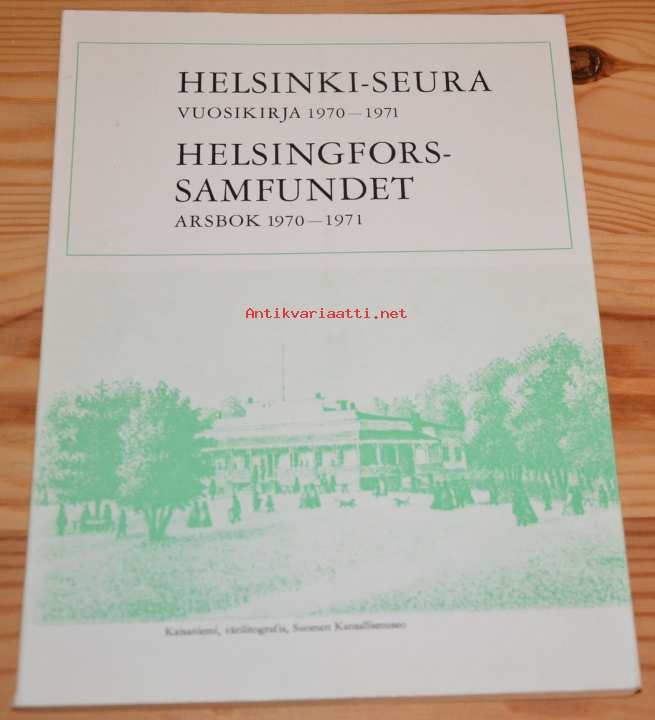 HELSINKI-SEURA
VUOSIKIRJA 1970—1971
HELSINGFORS-
SAMFUNDET
ARSBOK 1970—1971
Antikvariaatti.net
Kaisaniemi, värilitografia, Suomen Kansallismuseo